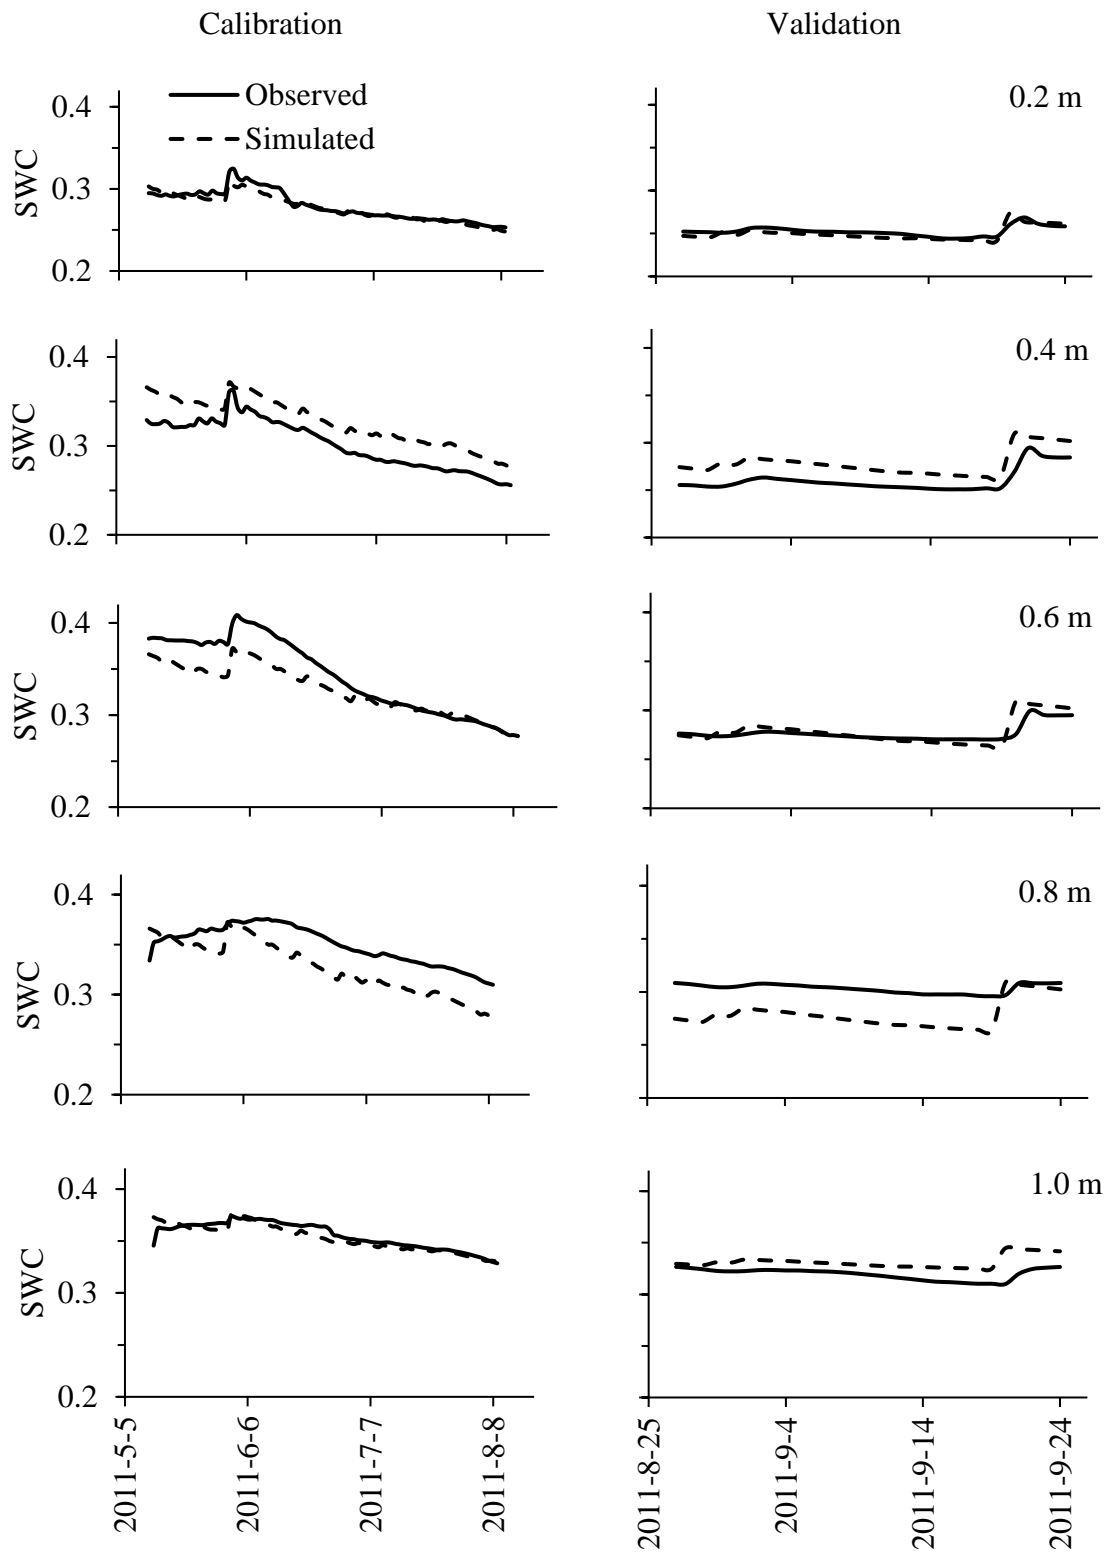 Calibration
Validation
Observed
Simulated
0.4
0.3
0.2
SWC
0.2 m
0.4
0.3
0.2
SWC
0.4 m
0.4
0.3
0.2
SWC
0.6 m
0.4
0.3
0.2
SWC
0.8 m
0.4
0.3
0.2
SWC
1.0 m
2011-5-5
2011-6-6
2011-7-7
2011-8-8
2011-8-25
2011-9-4
2011-9-14
2011-9-24